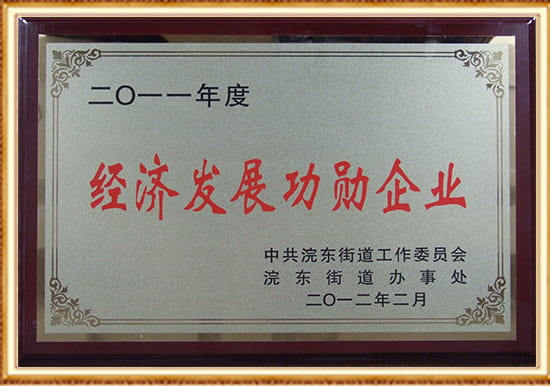 二〇一一年度
经济发展功勋企业
中共浣东街道工作委员会
浣东街道办事处
二〇一二年二月